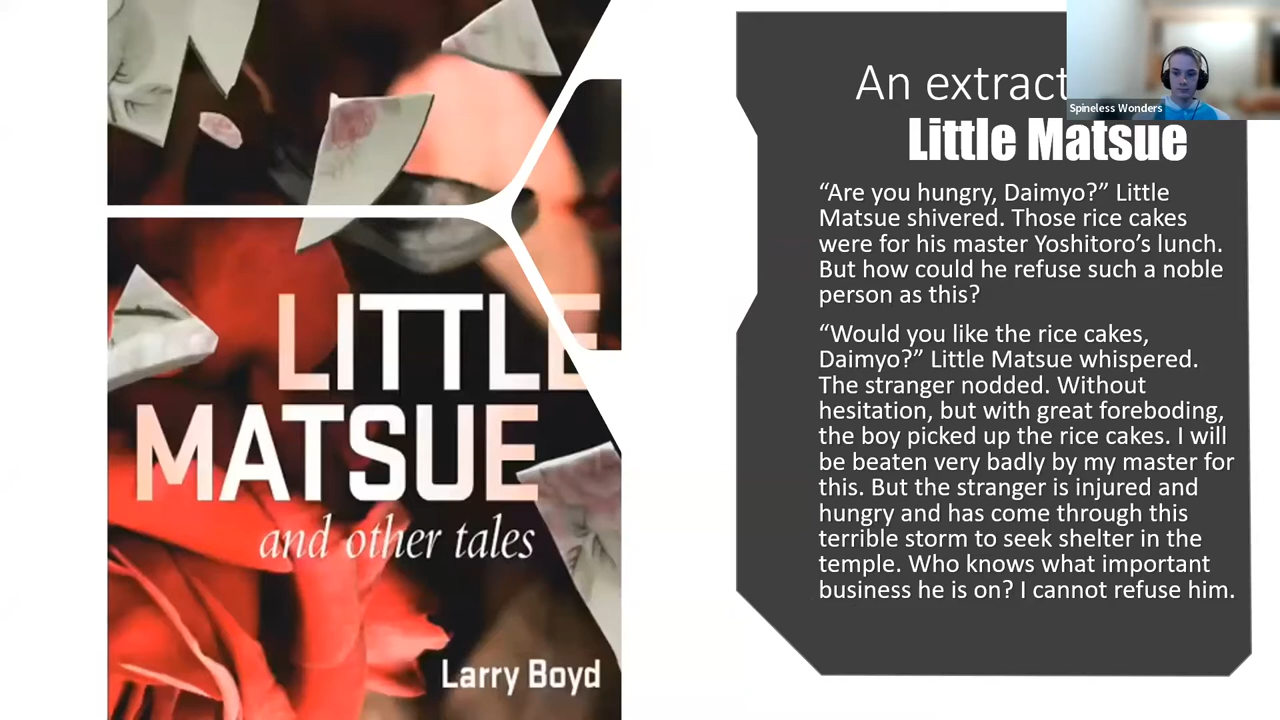 LITTLE
MATSUE
and other tales
Larry Boyd
An extract
Spineless Wonders
Little Matsue
“Are you hungry, Daimyo?” Little
Matsue shivered. Those rice cakes
were for his master Yoshitoro’s lunch.
But how could he refuse such a noble
person as this?
“Would you like the rice cakes,
Daimyo?” Little Matsue whispered.
The stranger nodded. Without
hesitation, but with great foreboding,
the boy picked up the rice cakes. I will
be beaten very badly by my master for
this. But the stranger is injured and
hungry and has come through this
terrible storm to seek shelter in the
temple. Who knows what important
business he is on? I cannot refuse him.